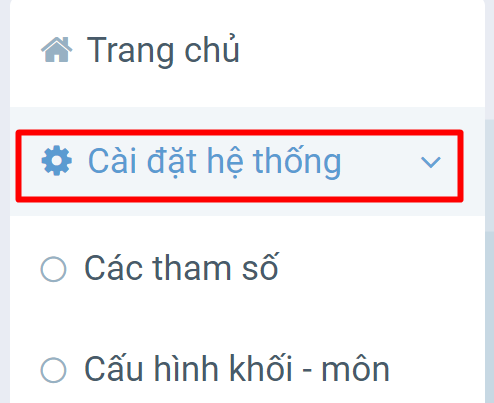 Trang chủ
Cài đặt hệ thống
Các tham số
Cấu hình khối - môn